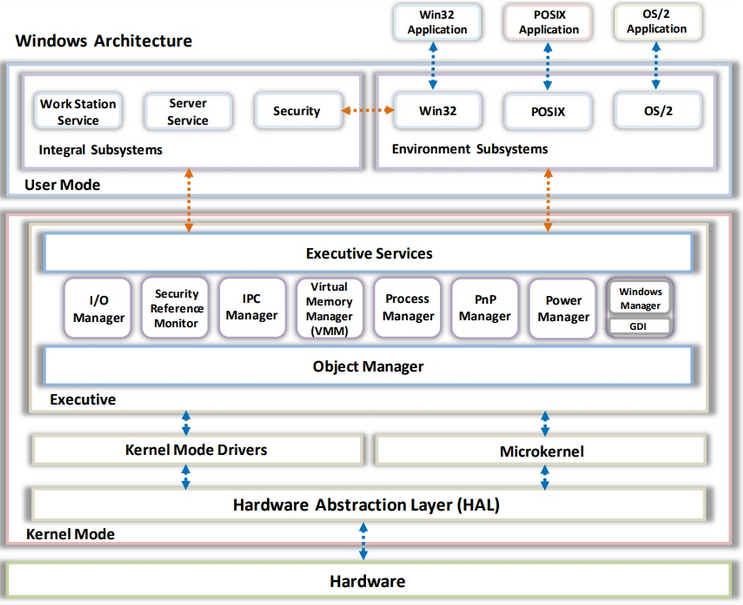 Windows Architecture
Win32
Application
POSIX
Application
OS/2
Application
Work Station
Service
Server
Service
Security
Integral Subsystems
Win32
POSIX
OS/2
Environment Subsystems
User Mode
Executive Services
I/O
Manager
Security
Reference
Monitor
IPC
Manager
Virtual
Memory
Manager
(VMM)
Process
Manager
PnP
Manager
Power
Manager
Windows
Manager
GDI
Object Manager
Executive
Kernel Mode Drivers
Microkernel
Hardware Abstraction Layer (HAL)
Kernel Mode
Hardware